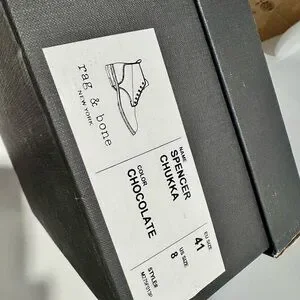 rag & bone
NEW YORK
NAME
SPENCER
CHUKKA
COLOR
CHOCOLATE
EU SIZE
41
US SIZE
8
STYLE#